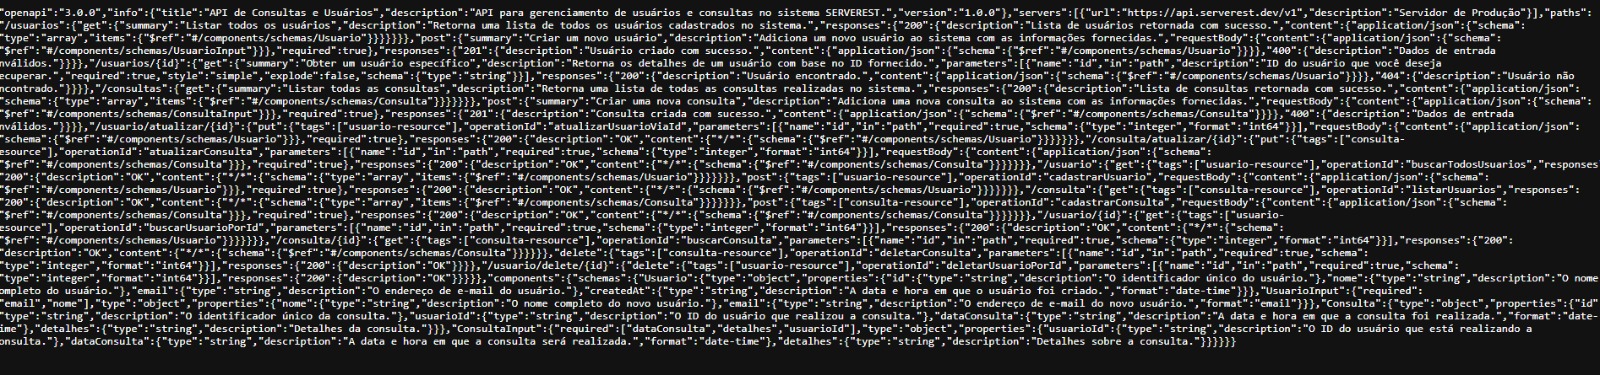 "openapi":"3.0.0","info":{"title":"API de Consultas e Usuários","description":"API para gerenciamento de usuários e consultas no sistema SERVEREST.","version":"1.0.0"},"servers":[{"url":"https://api.serverest.dev/v1","description":"Servidor de Produção"}],"paths":
/usuarios":{"get":{"summary":"Listar todos os usuários","description":"Retorna uma lista de todos os usuários cadastrados no sistema.","responses":{"200":{"description":"Lista de usuários retornada com sucesso.","content":{"application/json":{"schema":
"type":"array","items":{"$ref":"#/components/schemas/Usuario"}}}}}}},"post":{"summary":"Criar um novo usuário","description":"Adiciona um novo usuário ao sistema com as informações fornecidas.","requestBody":{"content":{"application/json":{"schema":
"$ref":"#/components/schemas/UsuarioInput"}}},"required":true},"responses":{"201":{"description":"Usuário criado com sucesso.","content":{"application/json":{"schema":{"$ref":"#/components/schemas/Usuario"}}}},"400":{"description":"Dados de entrada
nválidos."}}}},"/usuarios/{id}":{"get":{"summary":"Obter um usuário específico","description":"Retorna os detalhes de um usuário com base no ID fornecido.","parameters":[{"name":"id","in":"path","description":"ID do usuário que você deseja
ecuperar.","required":true,"style":"simple","explode":false,"schema":{"type":"string"}}],"responses":{"200":{"description":"Usuário encontrado.","content":{"application/json":{"schema":{"$ref":"#/components/schemas/Usuario"}}}},"404":{"description":"Usuário não
ncontrado."}}}},"/consultas":{"get":{"summary":"Listar todas as consultas","description":"Retorna uma lista de todas as consultas realizadas no sistema.","responses":{"200":{"description":"Lista de consultas retornada com sucesso.","content":{"application/json":
"schema":{"type":"array","items":{"$ref":"#/components/schemas/Consulta"}}}}}}},"post":{"summary":"Criar uma nova consulta","description":"Adiciona uma nova consulta ao sistema com as informações fornecidas.","requestBody":{"content":{"application/json":{"schema":
"$ref":"#/components/schemas/ConsultaInput"}}},"required":true},"responses":{"201":{"description":"Consulta criada com sucesso.","content":{"application/json":{"schema":{"$ref":"#/components/schemas/Consulta"}}}},"400":{"description":"Dados de entrada
nválidos."}}}},"/usuario/atualizar/{id}":{"put":{"tags":["usuario-resource"],"operationId":"atualizarUsuarioViaId","parameters":[{"name":"id","in":"path","required":true,"schema":{"type":"integer","format":"int64"}}],"requestBody":{"content":{"application/json":
"schema":{"$ref":"#/components/schemas/Usuario"}}},"required":true},"responses":{"200":{"description":"OK","content":{"*/*":{"schema":{"$ref":"#/components/schemas/Usuario"}}}}}}},"/consulta/atualizar/{id}":{"put":{"tags":["consulta-
esource"],"operationId":"atualizarConsulta","parameters":[{"name":"id","in":"path","required":true,"schema":{"type":"integer","format":"int64"}}],"requestBody":{"content":{"application/json":{"schema":
"$ref":"#/components/schemas/Consulta"}}},"required":true},"responses":{"200":{"description":"OK","content":{"*/*":{"schema":{"$ref":"#/components/schemas/Consulta"}}}}}}},"/usuario":{"get":{"tags":["usuario-resource"],"operationId":"buscarTodosUsuarios","responses
"200":{"description":"OK","content":{"*/*":{"schema":{"type":"array","items":{"$ref":"#/components/schemas/Usuario"}}}}}}},"post":{"tags":["usuario-resource"],"operationId":"cadastrarUsuario","requestBody":{"content":{"application/json":{"schema":
"$ref":"#/components/schemas/Usuario"}}},"required":true},"responses":{"200":{"description":"OK","content":{"*/*":{"schema":{"$ref":"#/components/schemas/Usuario"}}}}}}},"/consulta":{"get":{"tags":["consulta-resource"],"operationId":"listarUsuarios","responses":
"200":{"description":"OK","content":{"*/*":{"schema":{"type":"array","items":{"$ref":"#/components/schemas/Consulta"}}}}}}},"post":{"tags":["consulta-resource"],"operationId":"cadastrarConsulta","requestBody":{"content":{"application/json":{"schema":
"$ref":"#/components/schemas/Consulta"}}},"required":true},"responses":{"200":{"description":"OK","content":{"*/*":{"schema":{"$ref":"#/components/schemas/Consulta"}}}}}}},"/usuario/{id}":{"get":{"tags":["usuario-
esource"],"operationId":"buscarUsuarioPorId","parameters":[{"name":"id","in":"path","required":true,"schema":{"type":"integer","format":"int64"}}],"responses":{"200":{"description":"OK","content":{"*/*":{"schema":
"$ref":"#/components/schemas/Usuario"}}}}}}},"/consulta/{id}":{"get":{"tags":["consulta-resource"],"operationId":"buscarConsulta","parameters":[{"name":"id","in":"path","required":true,"schema":{"type":"integer","format":"int64"}}],"responses":{"200":
"description":"OK","content":{"*/*":{"schema":{"$ref":"#/components/schemas/Consulta"}}}}}},"delete":{"tags":["consulta-resource"],"operationId":"deletarConsulta","parameters":[{"name":"id","in":"path","required":true,"schema":
"type":"integer","format":"int64"}}],"responses":{"200":{"description":"OK"}}}},"/usuario/delete/{id}":{"delete":{"tags":["usuario-resource"],"operationId":"deletarUsuarioPorId","parameters":[{"name":"id","in":"path","required":true,"schema":
"type":"integer","format":"int64"}}],"responses":{"200":{"description":"OK"}}}}},"components":{"schemas":{"Usuario":{"type":"object","properties":{"id":{"type":"string","description":"O identificador único do usuário."},"nome":{"type":"string","description":"O nome
ompleto do usuário."},"email":{"type":"string","description":"O endereço de e-mail do usuário."},"createdAt":{"type":"string","description":"A data e hora em que o usuário foi criado.","format":"date-time"}}},"UsuarioInput":{"required":
"email","nome"],"type":"object","properties":{"nome":{"type":"string","description":"O nome completo do novo usuário."},"email":{"type":"string","description":"O endereço de e-mail do novo usuário.","format":"email"}}},"Consulta":{"type":"object","properties":{"id"
"type":"string","description":"O identificador único da consulta."},"usuarioId":{"type":"string","description":"O ID do usuário que realizou a consulta."},"dataConsulta":{"type":"string","description":"A data e hora em que a consulta foi realizada.","format":"date-
ime"},"detalhes":{"type":"string","description":"Detalhes da consulta."}}},"ConsultaInput":{"required":["dataConsulta","detalhes","usuarioId"],"type":"object","properties":{"usuarioId":{"type":"string","description":"O ID do usuário que está realizando a
onsulta."},"dataConsulta":{"type":"string","description":"A data e hora em que a consulta será realizada.","format":"date-time"},"detalhes":{"type":"string","description":"Detalhes sobre a consulta."}}}}}}